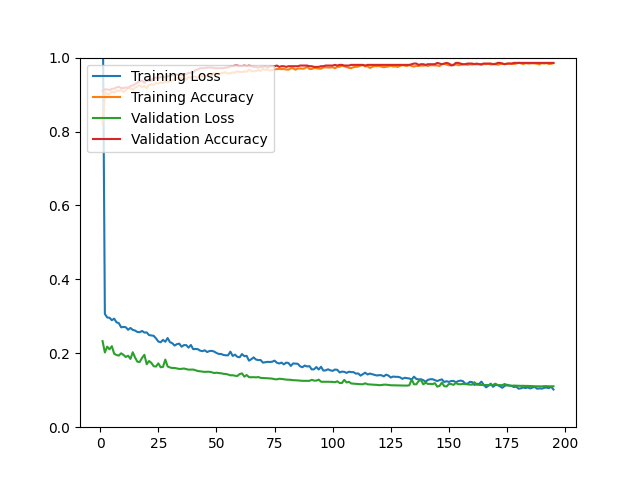 1.0
0.8
0.6
0.4
0.2
0.0
Training Loss
Training Accuracy
Validation Loss
Validation Accuracy
0 25 50 75 100 125 150 175 200